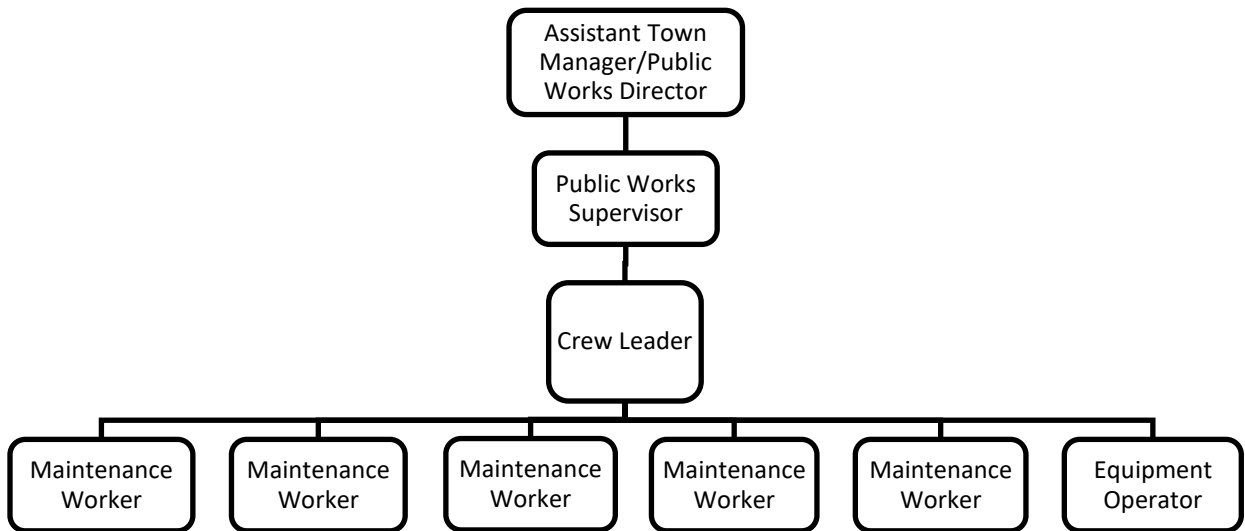 Assistant Town
Manager/Public
Works Director
Public Works
Supervisor
Crew Leader
Maintenance
Worker
Maintenance
Worker
Maintenance
Worker
Maintenance
Worker
Maintenance
Worker
Equipment
Operator